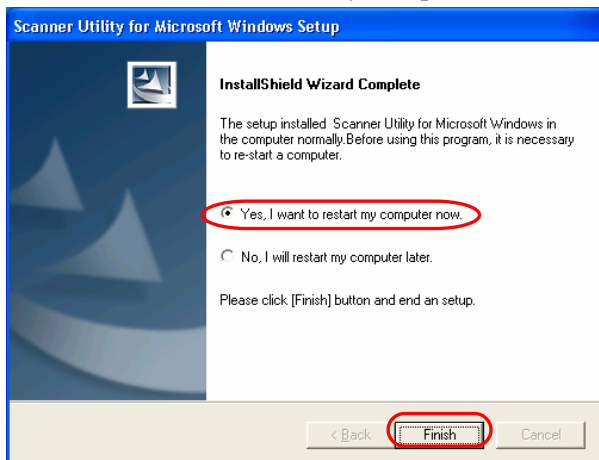 Scanner Utility for Microsoft Windows Setup
InstallShield Wizard Complete
The setup installed Scanner Utility for Microsoft Windows in
the computer normally.Before using this program, it is necessary
to re-start a computer.
Yes, I want to restart my computer now.
No, I will restart my computer later.
Please click [Finish] button and end an setup.
< Back
Finish
Cancel